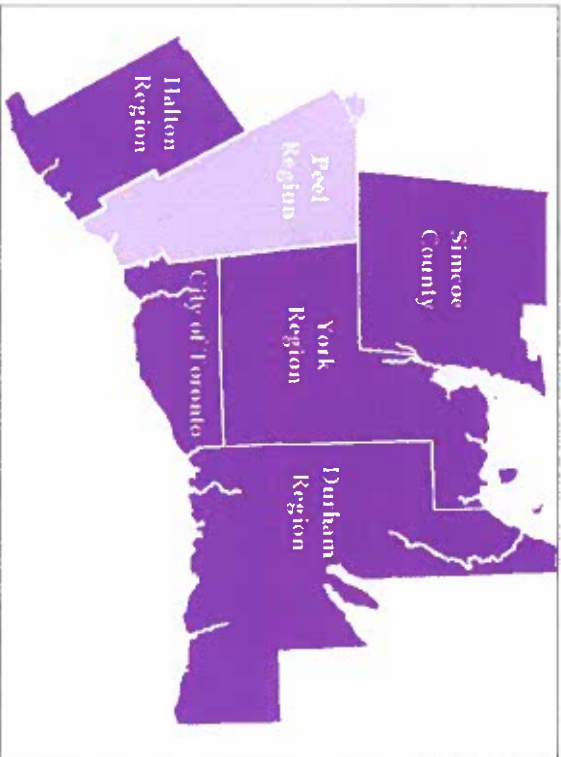 Halton
Region
Peel
Region
Simcoe
County
York
Region
City of Toronto
Durham
Region